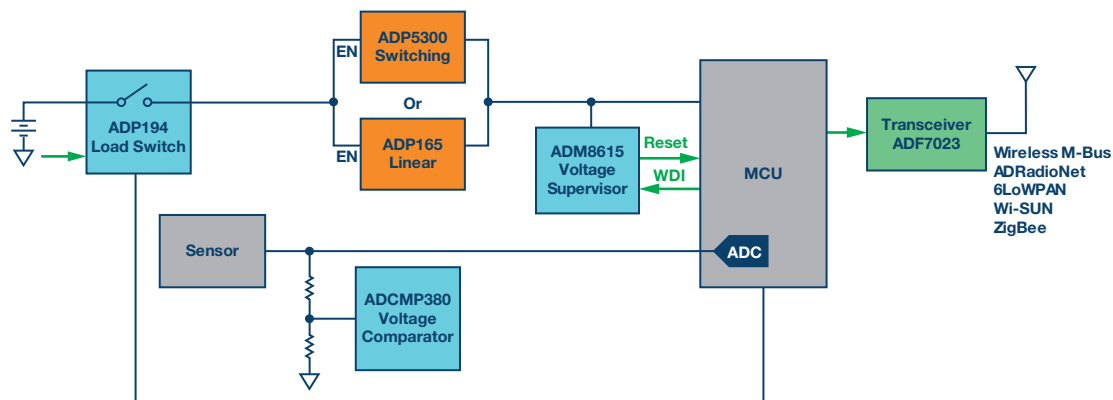 ADP5300
Switching
EN
Or
ADP194
Load Switch
EN
ADP165
Linear
ADM8615
Voltage
Supervisor
Reset
WDI
MCU
Transceiver
ADF7023
Wireless M-Bus
ADRadioNet
6LoWPAN
Wi-SUN
ZigBee
Sensor
ADC
ADCMP380
Voltage
Comparator